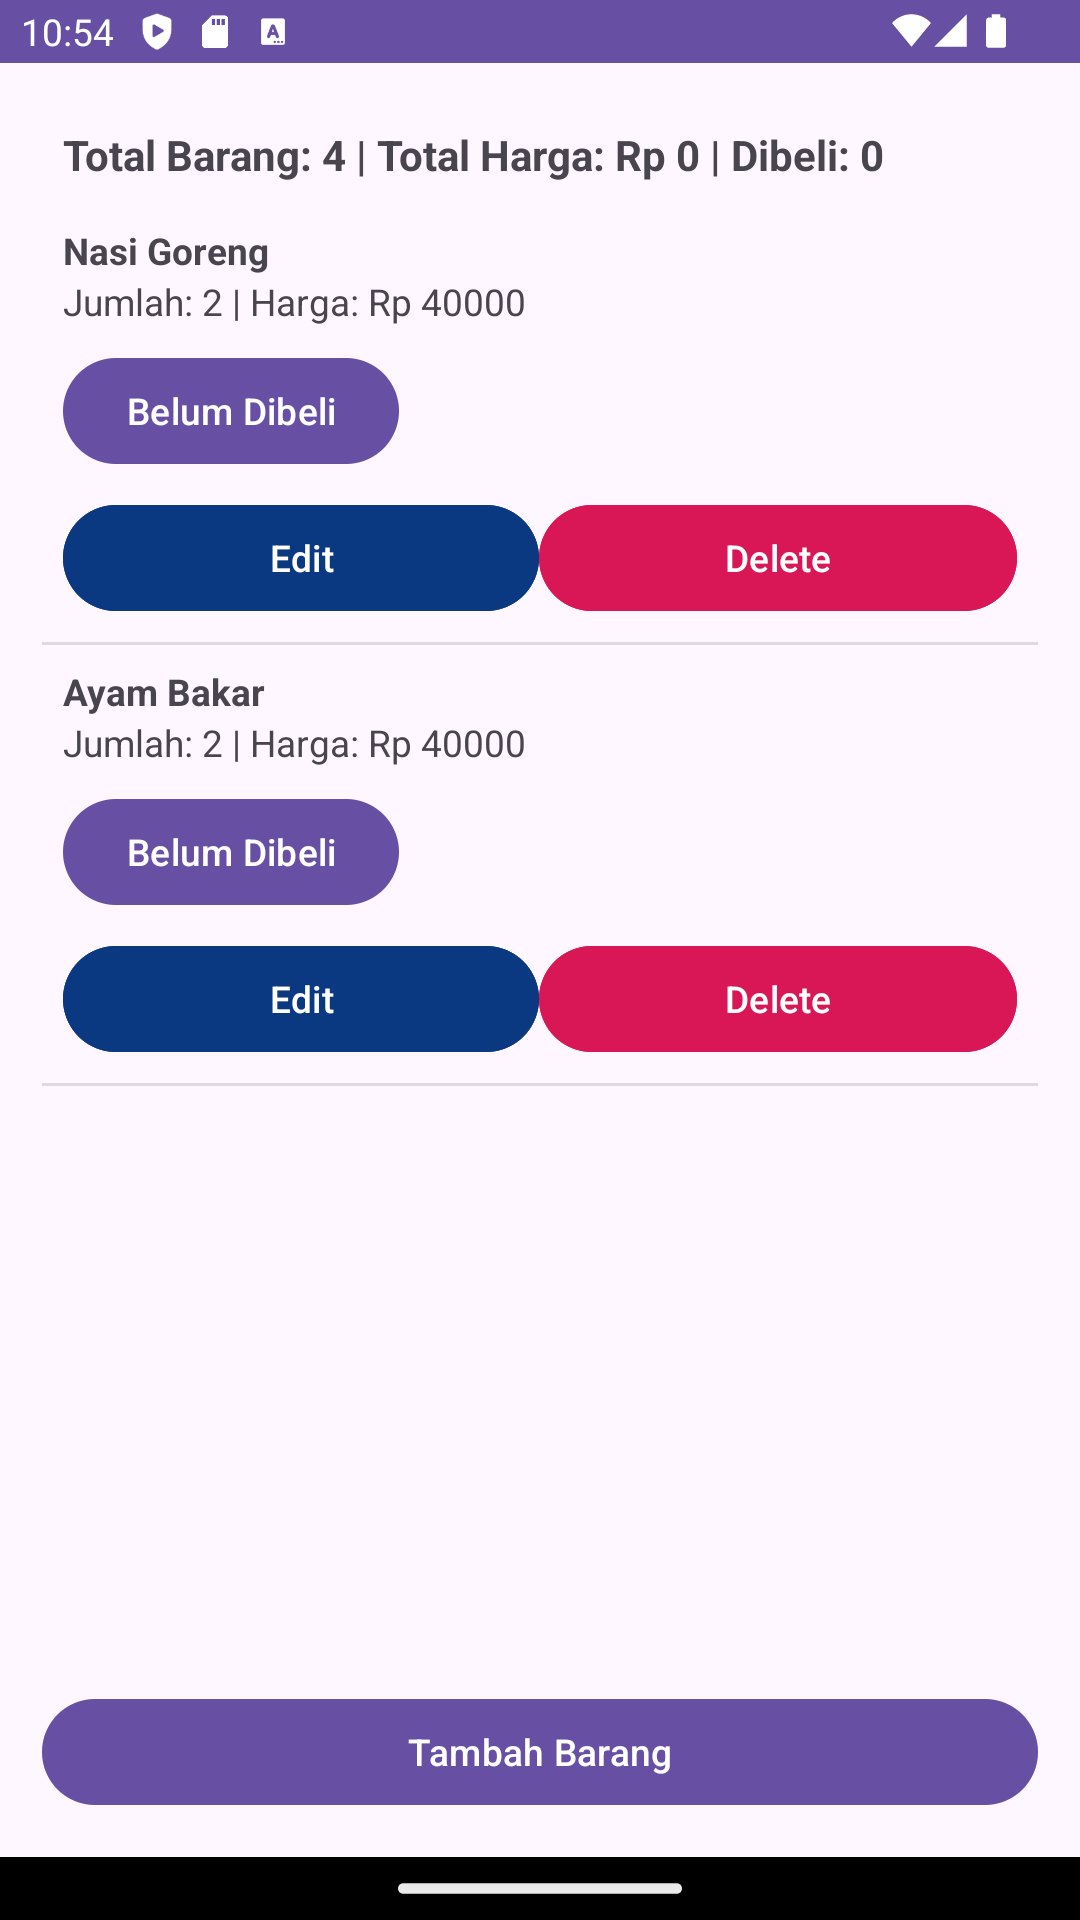 10:54
Total Barang: 4 | Total Harga: Rp 0 | Dibeli: 0
Nasi Goreng
Jumlah: 2 | Harga: Rp 40000
Belum Dibeli
Edit Delete
Ayam Bakar
Jumlah: 2 | Harga: Rp 40000
Belum Dibeli
Edit Delete
Tambah Barang